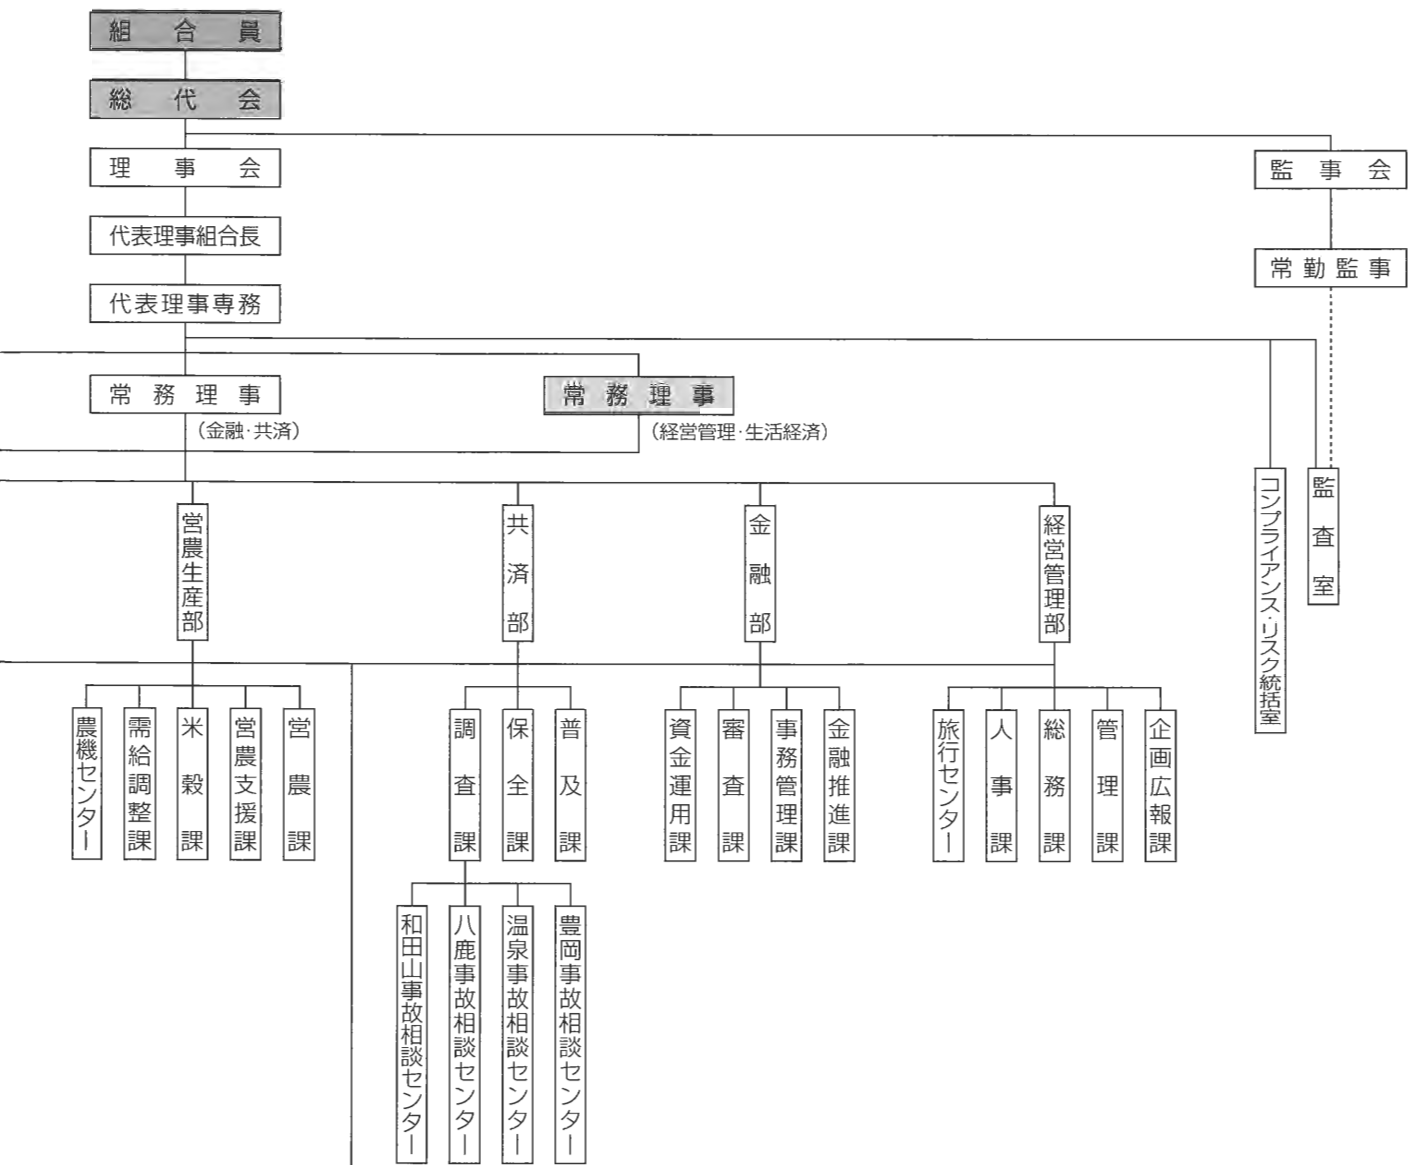 組合員
総代会
理事会
監事会
代表理事組合長
常勤監事
代表理事専務
常務理事
(金融・共済)
常務理事
(経営管理・生活経済)
営農生産部
共済部
金融部
経営管理部
コンプライアンス・リスク統括室
監査室
農機センター
需給調整課
米穀課
営農支援課
営農課
調査課
保全課
普及課
資金運用課
審査課
事務管理課
金融推進課
旅行センター
人事課
総務課
管理課
企画広報課
和田山事故相談センター
八鹿事故相談センター
温泉事故相談センター
豊岡事故相談センター